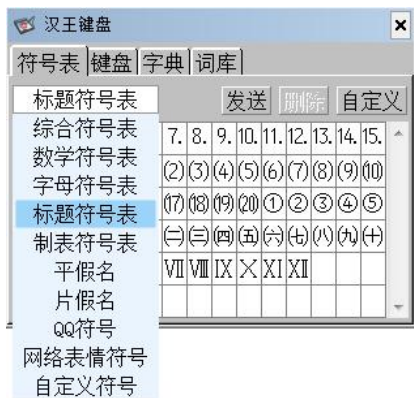 汉王键盘
符号表 键盘 字典 词库
标题符号表 发送 删除 自定义
综合符号表
数学符号表
字母符号表
标题符号表
制表符号表
平假名
片假名
QQ符号
网络表情符号
自定义符号
7. 8. 9. 10. 11. 12. 13. 14. 15.
⑵ ⑶ ⑷ ⑸ ⑹ ⑺ ⑻ ⑼ ⑽
⒄ ⒅ ⒆ ⒇ ① ② ③ ④ ⑤
㈡ ㈢ ㈣ ㈤ ㈥ ㈦ ㈧ ㈨ ㈩
Ⅶ Ⅷ Ⅸ Ⅹ Ⅺ Ⅻ